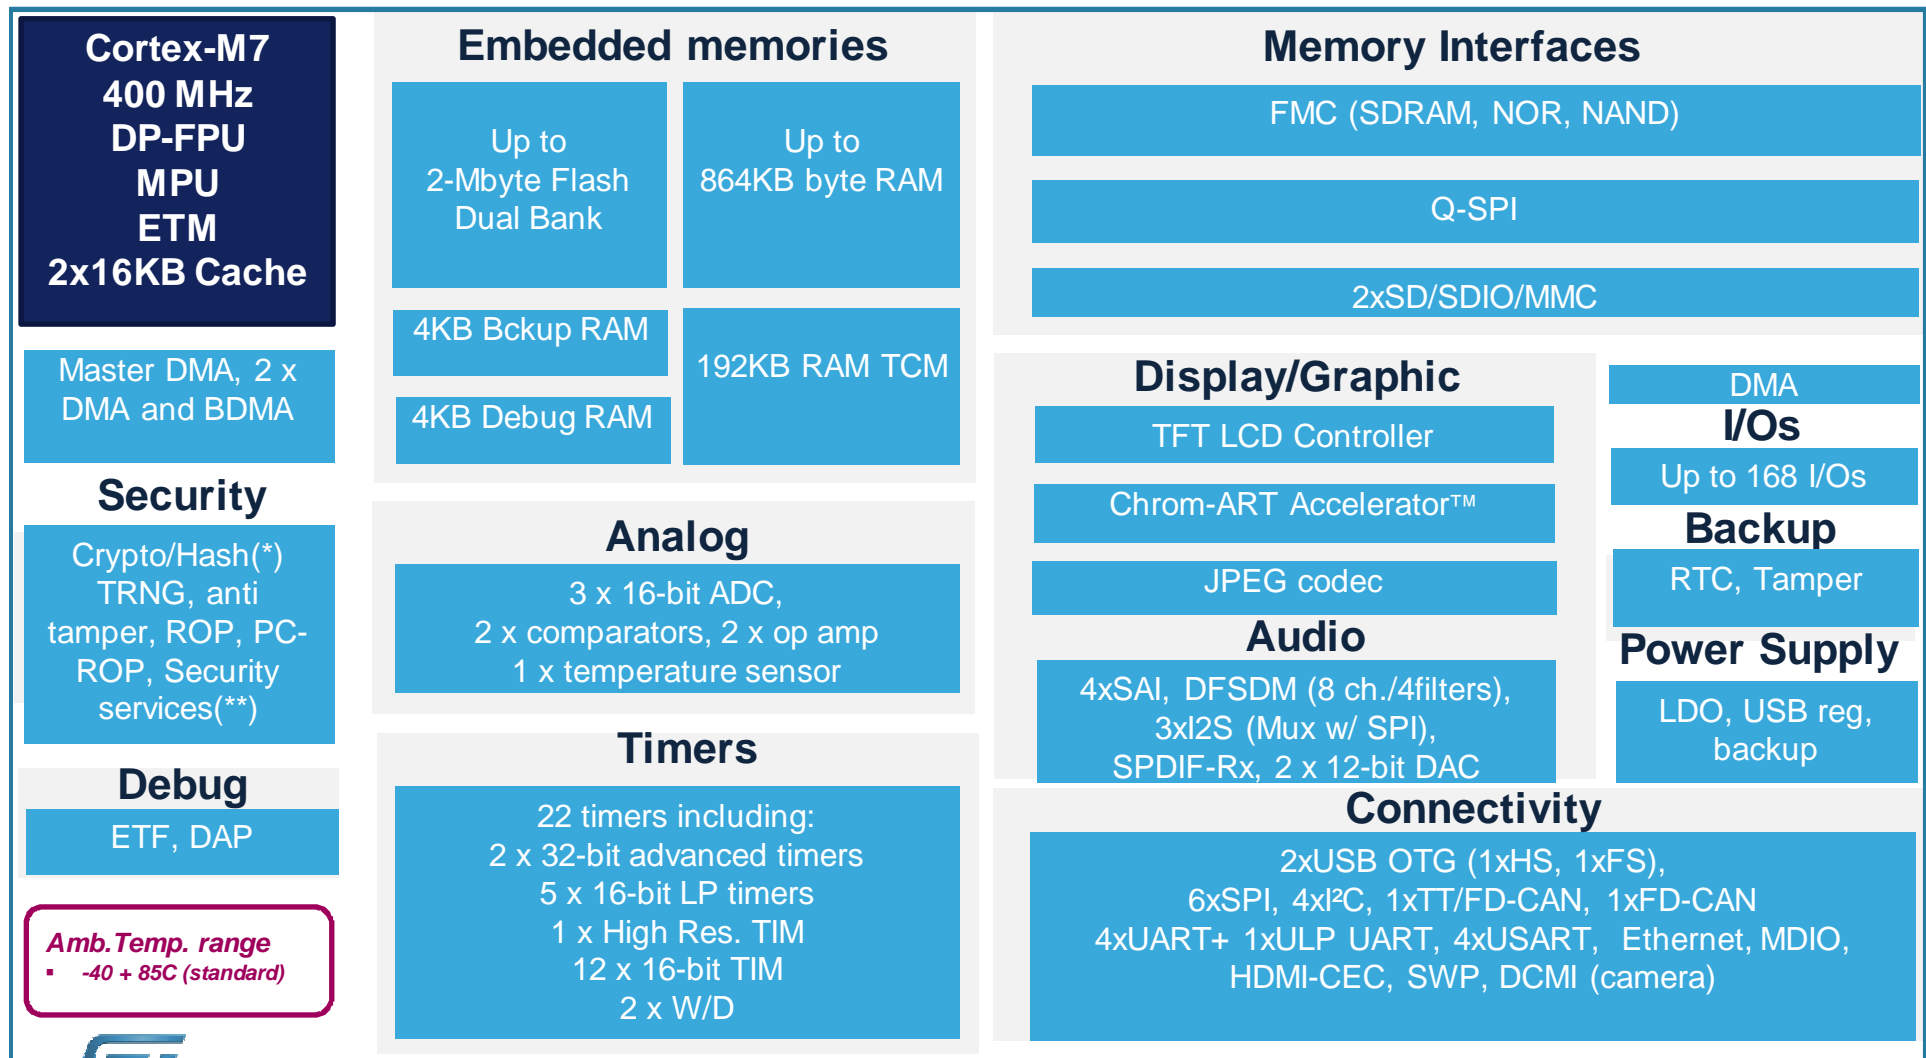 Cortex-M7
400 MHz
DP-FPU
MPU
ETM
2x16KB Cache
Master DMA, 2 x
DMA and BDMA
Security
Crypto/Hash(*)
TRNG, anti
tamper, ROP, PC-
ROP, Security
services(**)
Debug
ETF, DAP
Amb.Temp. range
▪ -40 + 85C (standard)
Embedded memories
Up to
2-Mbyte Flash
Dual Bank
Up to
864KB byte RAM
4KB Bckup RAM
4KB Debug RAM
192KB RAM TCM
Analog
3 x 16-bit ADC,
2 x comparators, 2 x op amp
1 x temperature sensor
Timers
22 timers including:
2 x 32-bit advanced timers
5 x 16-bit LP timers
1 x High Res. TIM
12 x 16-bit TIM
2 x W/D
Memory Interfaces
FMC (SDRAM, NOR, NAND)
Q-SPI
2xSD/SDIO/MMC
Display/Graphic
TFT LCD Controller
Chrom-ART Accelerator™
JPEG codec
Audio
4xSAI, DFSDM (8 ch./4filters),
3xI2S (Mux w/ SPI),
SPDIF-Rx, 2 x 12-bit DAC
DMA
I/Os
Up to 168 I/Os
Backup
RTC, Tamper
Power Supply
LDO, USB reg,
backup
Connectivity
2xUSB OTG (1xHS, 1xFS),
6xSPI, 4xI²C, 1xTT/FD-CAN, 1xFD-CAN
4xUART+ 1xULP UART, 4xUSART, Ethernet, MDIO,
HDMI-CEC, SWP, DCMI (camera)